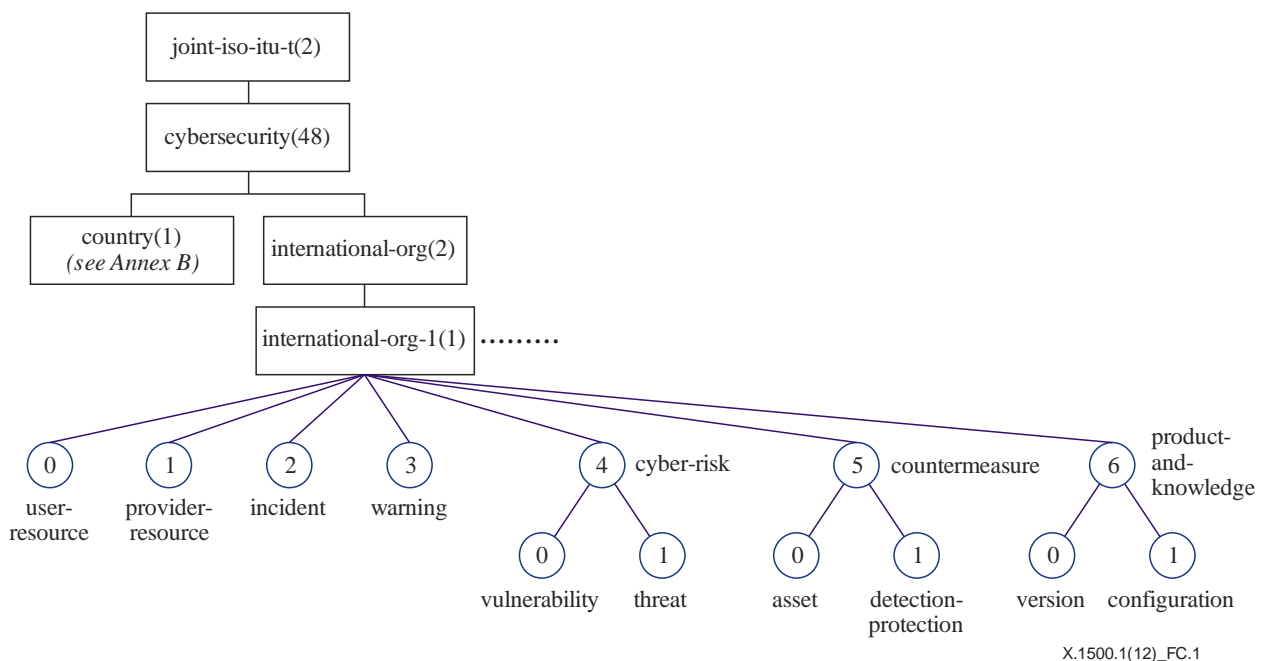 joint-iso-itu-t(2)
cybersecurity(48)
country(1)
(see Annex B)
international-org(2)
international-org-1(1) .........
0
1
2
3
4
cyber-risk
5
countermeasure
6
product-
and-
knowledge
user-
resource
provider-
resource
incident
warning
0
1
0
1
0
1
vulnerability
threat
asset
detection-
protection
version
configuration
X.1500.1(12)_FC.1